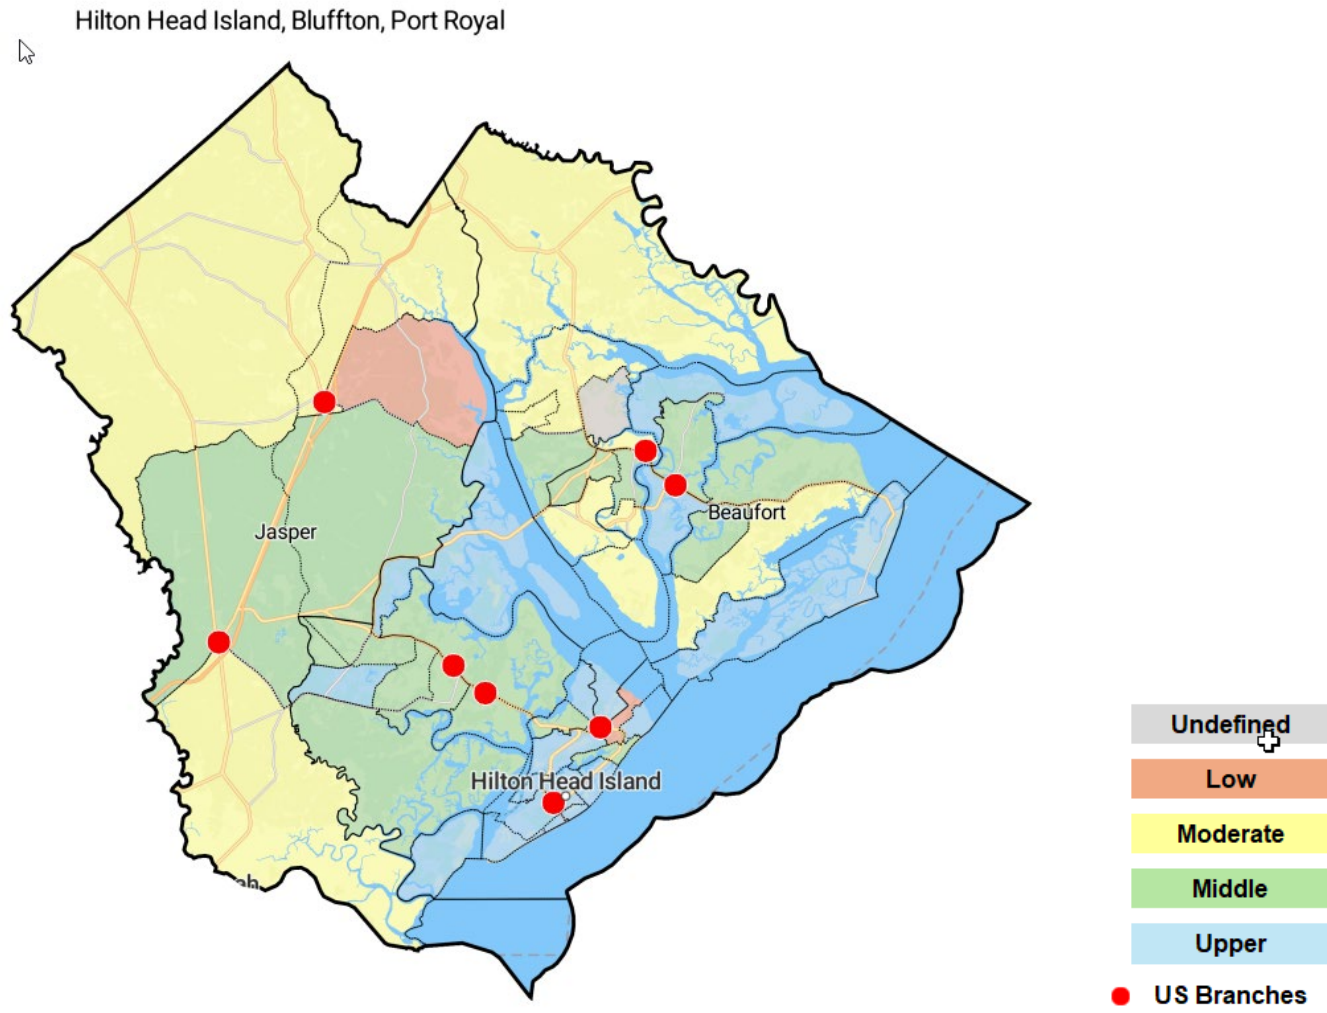 Hilton Head Island, Bluffton, Port Royal
Beaufort
Jasper
Undefined
Low
Hilton Head Island
Moderate
Middle
Upper
US Branches